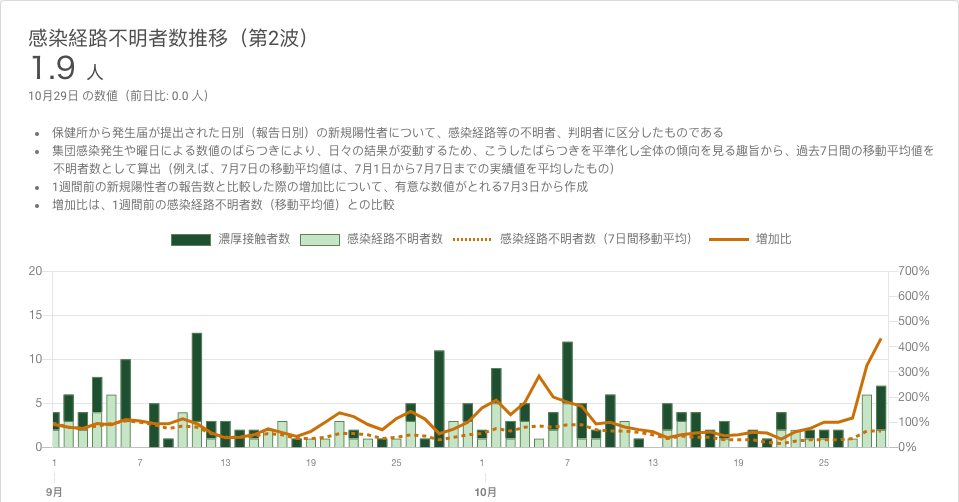 感染経路不明者数推移（第2波）
1.9 人
10月29日 の数値（前日比: 0.0 人）
• 保健所から発生届が提出された日別（報告日別）の新規陽性者について、感染経路等の不明者、判明者に区分したものである
• 集団感染発生や曜日による数値のばらつきにより、日々の結果が変動するため、こうしたばらつきを平準化し全体の傾向を見る趣旨から、過去7日間の移動平均値を
不明者数として算出（例えば、7月7日の移動平均値は、7月1日から7月7日までの実績値を平均したもの）
• 1週間前の新規陽性者の報告数と比較した際の増加比について、有意な数値がとれる7月3日から作成
• 増加比は、1週間前の感染経路不明者数（移動平均値）との比較
濃厚接触者数 感染経路不明者数 感染経路不明者数（7日間移動平均） 増加比
20 700%
600%
15 500%
400%
10 300%
200%
5 100%
0 0%
1 7 13 19 25 1 7 13 19 25
9月 10月